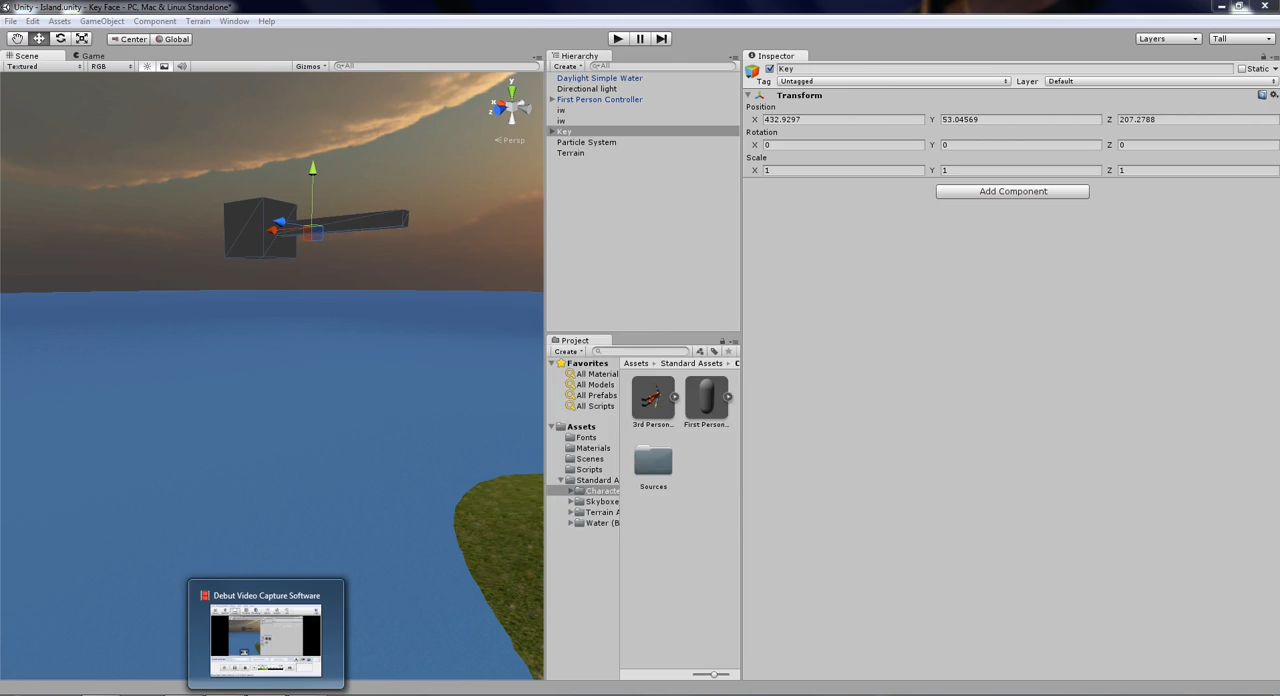 Unity - Island.unity - Key Face - PC, Mac & Linux Standalone*
File Edit Assets GameObject Component Terrain Window Help
Center Global Layers Tall
Scene Game
Textured RGB Gizmos All
y
x
z
Persp
Hierarchy
Create All
Daylight Simple Water
Directional light
First Person Controller
iw
iw
Key
Particle System
Terrain
Project
Create
Favorites
All Material
All Models
All Prefabs
All Scripts
Assets
Fonts
Materials
Scenes
Scripts
Standard A
Characte
Skyboxe
Terrain A
Water (B
Assets Standard Assets C
3rd Person... First Person...
Sources
Inspector
Key Static
Tag Untagged Layer Default
Transform
Position
X 432.9297 Y 53.04569 Z 207.2788
Rotation
X 0 Y 0 Z 0
Scale
X 1 Y 1 Z 1
Add Component
Debut Video Capture Software